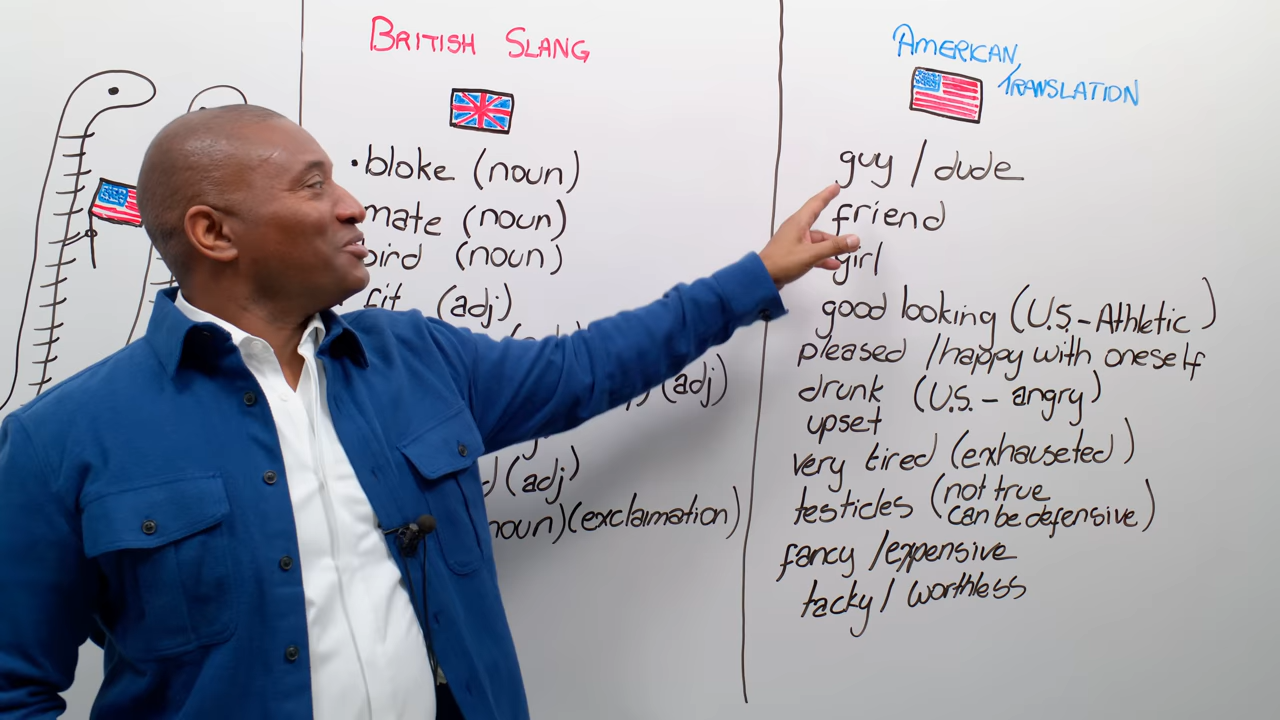 BRITISH SLANG
• bloke (noun)
mate (noun)
bird (noun)
fit (adj)
(adj)
(adj)
noun) (exclamation)
AMERICAN
TRANSLATION
guy / dude
friend
girl
good looking (U.S. - Athletic)
pleased / happy with oneself
drunk (U.S. - angry)
upset
very tired (exhauseted)
testicles (not true
can be defensive)
fancy / expensive
tacky / worthless